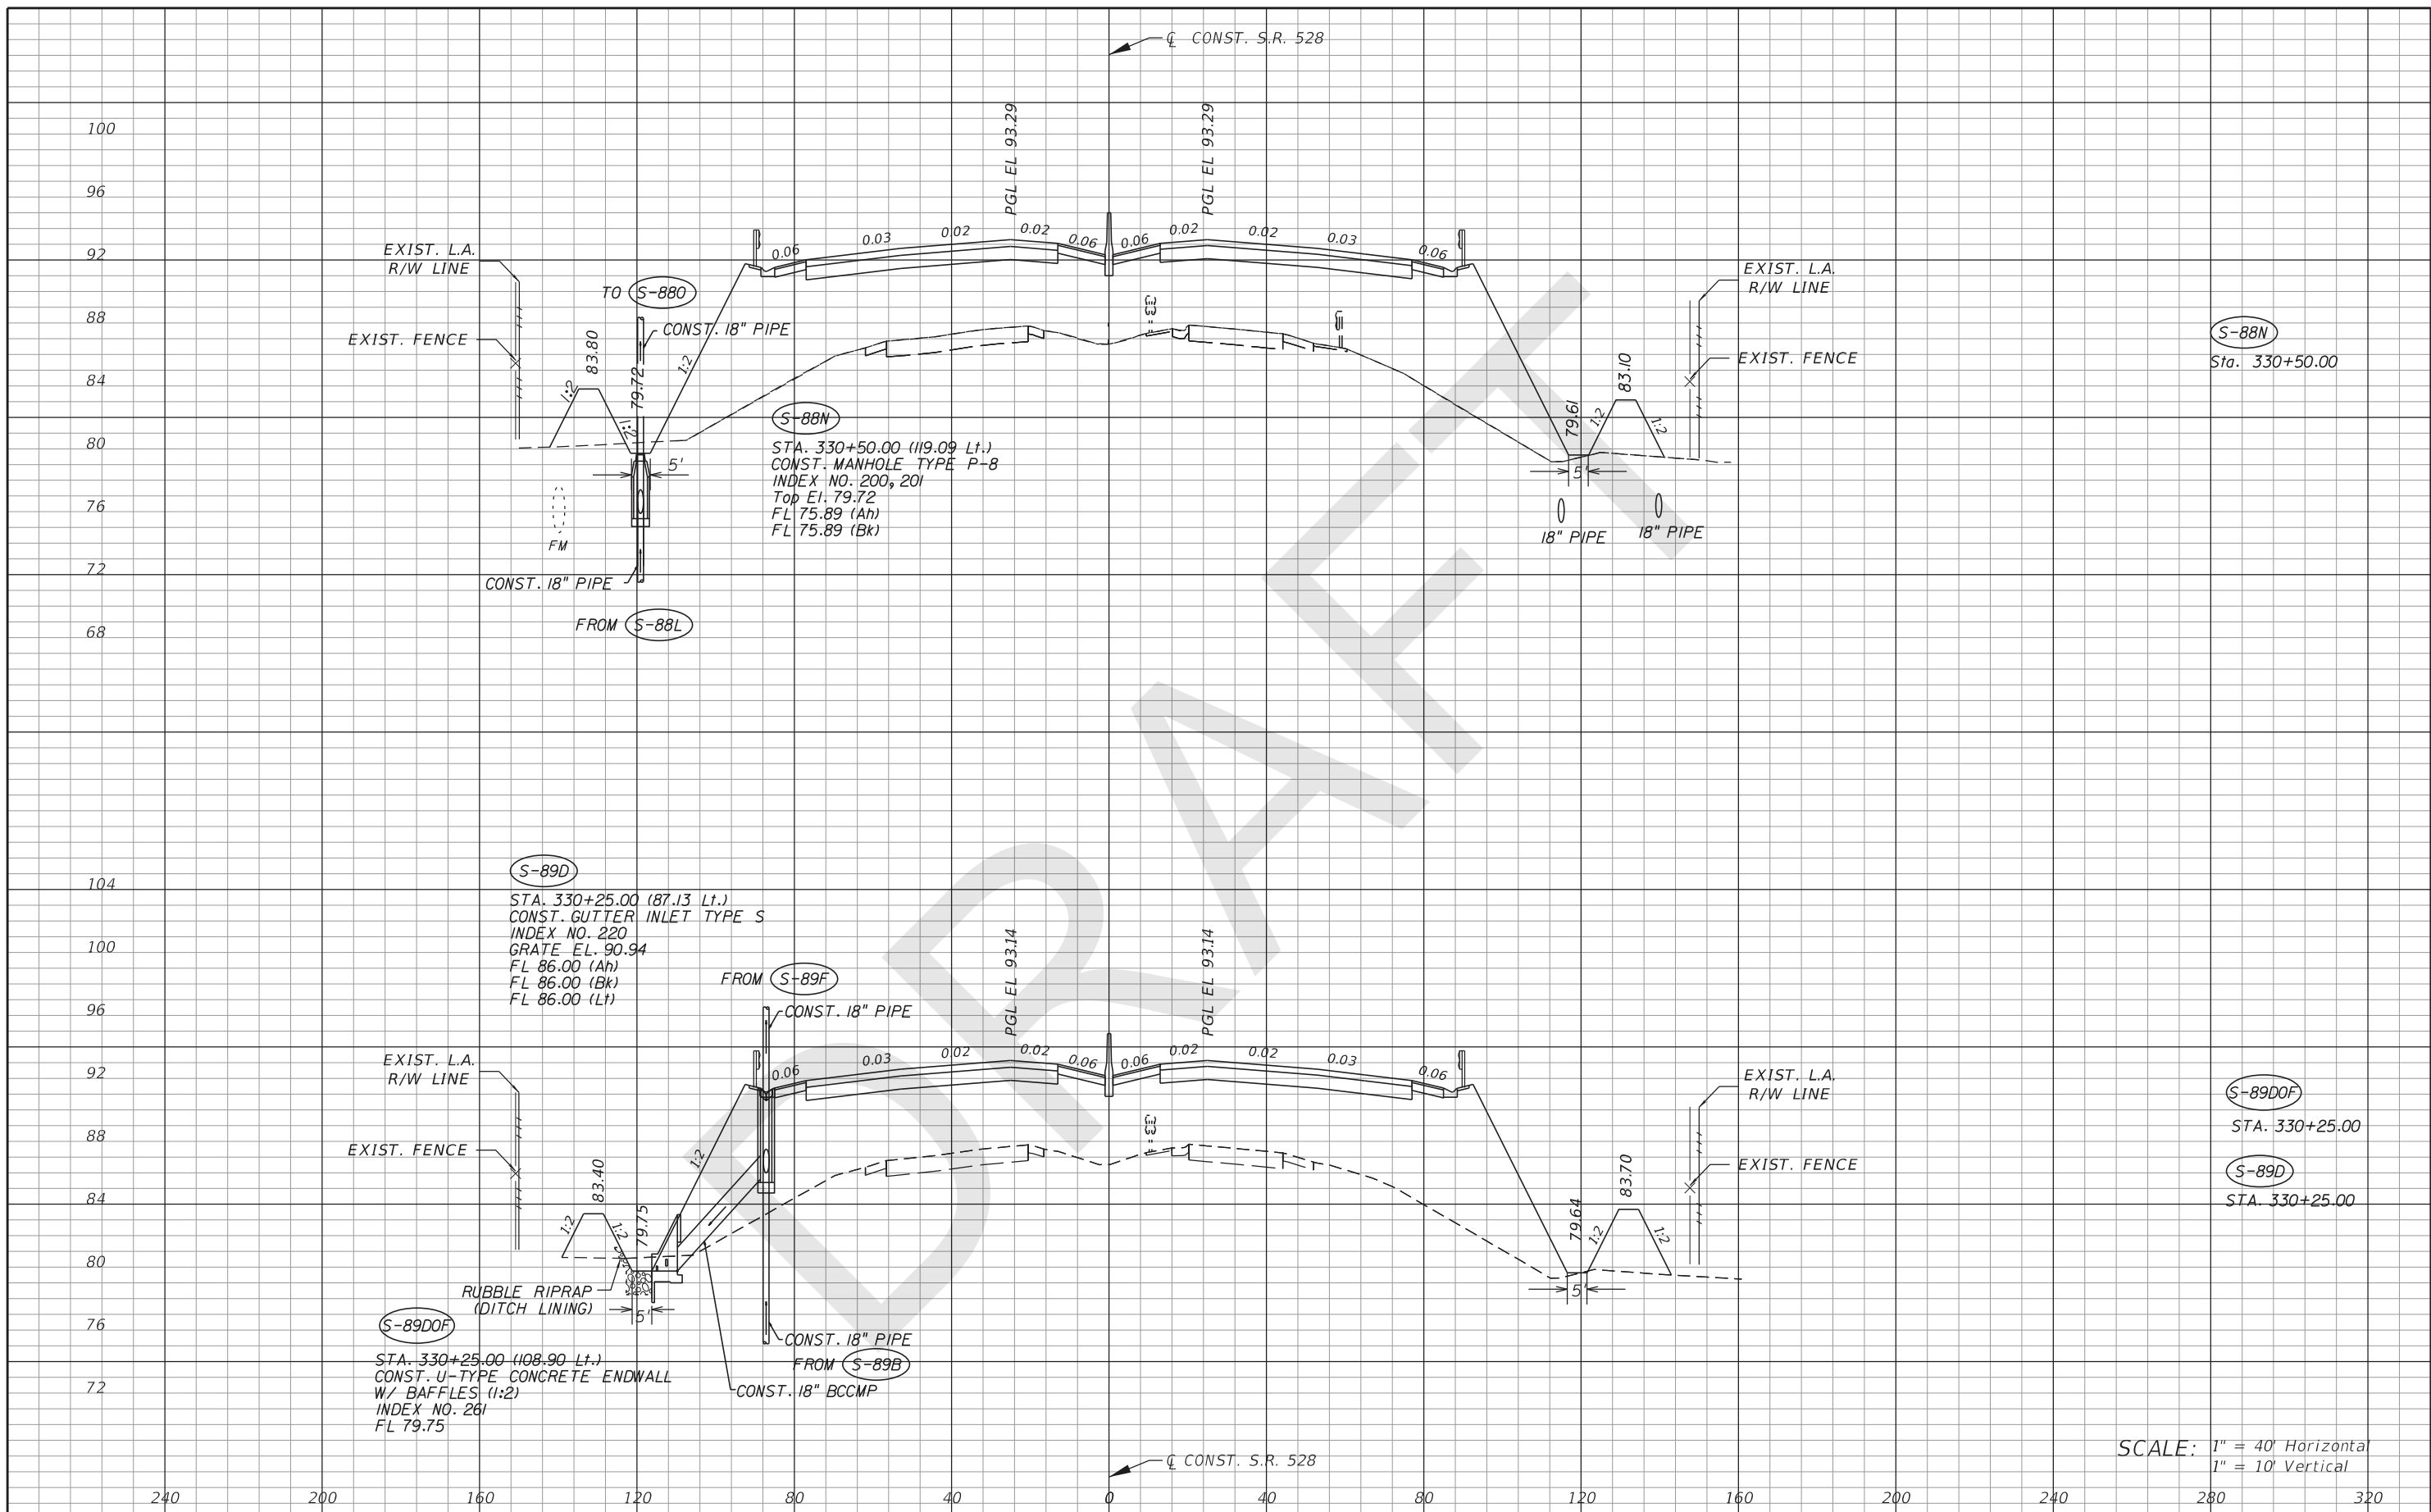 ℄ CONST. S.R. 528
100
96
92
88
84
80
76
72
68
PGL EL 93.29
PGL EL 93.29
0.06
0.03
0.02
0.02
0.06
0.06
0.02
0.02
0.03
0.06
EXIST. L.A.
R/W LINE
EXIST. FENCE
TO S-88O
CONST. 18" PIPE
83.80
79.72
1:2
1:2
1:2
5'
FM
CONST. 18" PIPE
FROM S-88L
S-88N
STA. 330+50.00 (119.09 Lt.)
CONST. MANHOLE TYPE P-8
INDEX NO. 200, 201
Top El. 79.72
FL 75.89 (Ah)
FL 75.89 (Bk)
79.61
83.10
1:2
1:2
5'
18" PIPE
18" PIPE
EXIST. L.A.
R/W LINE
EXIST. FENCE
S-88N
Sta. 330+50.00
104
100
96
92
88
84
80
76
72
S-89D
STA. 330+25.00 (87.13 Lt.)
CONST. GUTTER INLET TYPE S
INDEX NO. 220
GRATE EL. 90.94
FL 86.00 (Ah)
FL 86.00 (Bk)
FL 86.00 (Lt)
FROM S-89F
CONST. 18" PIPE
PGL EL 93.14
PGL EL 93.14
0.06
0.03
0.02
0.02
0.06
0.06
0.02
0.02
0.03
0.06
EXIST. L.A.
R/W LINE
EXIST. FENCE
83.40
79.75
1:2
1:2
1:2
RUBBLE RIPRAP
(DITCH LINING)
5'
S-89DOF
STA. 330+25.00 (108.90 Lt.)
CONST. U-TYPE CONCRETE ENDWALL
W/ BAFFLES (1:2)
INDEX NO. 261
FL 79.75
CONST. 18" PIPE
FROM S-89B
CONST. 18" BCCMP
79.64
83.70
1:2
1:2
5'
EXIST. L.A.
R/W LINE
EXIST. FENCE
S-89DOF
STA. 330+25.00
S-89D
STA. 330+25.00
DRAFT
℄ CONST. S.R. 528
SCALE: 1" = 40' Horizontal
1" = 10' Vertical
240 200 160 120 80 40 0 40 80 120 160 200 240 280 320